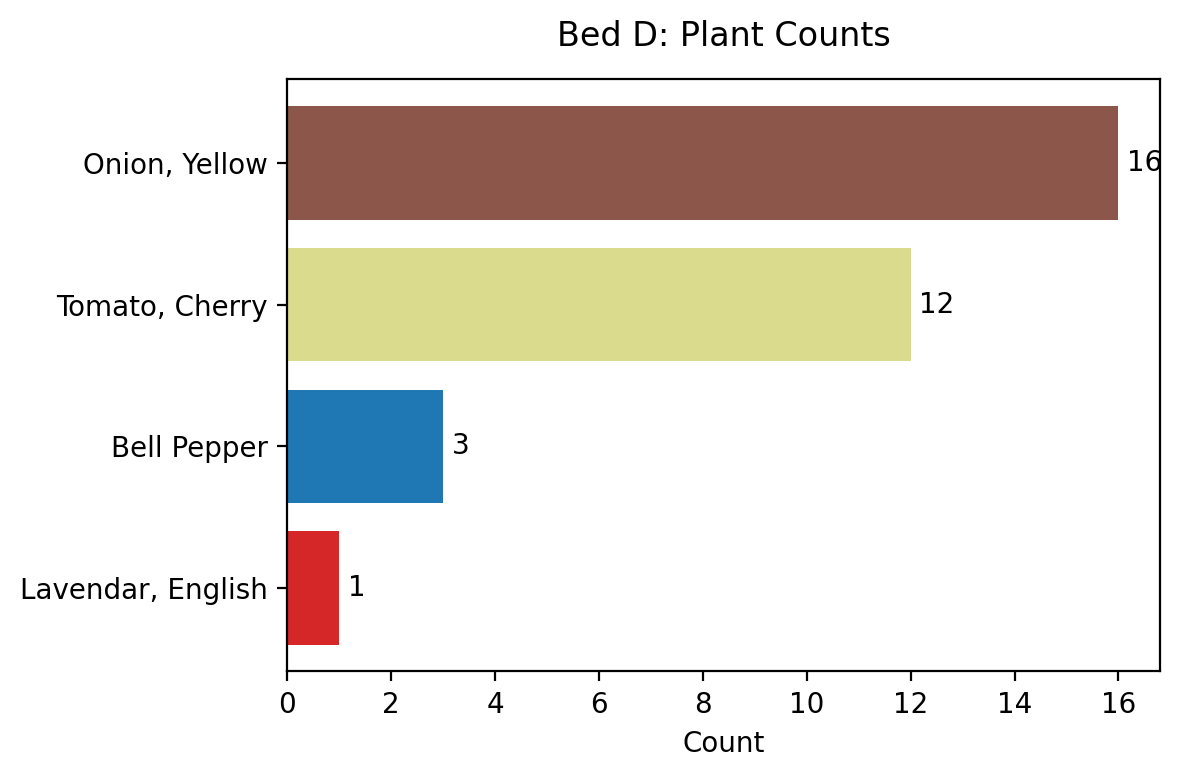 Bed D: Plant Counts
Onion, Yellow
16
Tomato, Cherry
12
Bell Pepper
3
Lavendar, English
1
0 2 4 6 8 10 12 14 16
Count